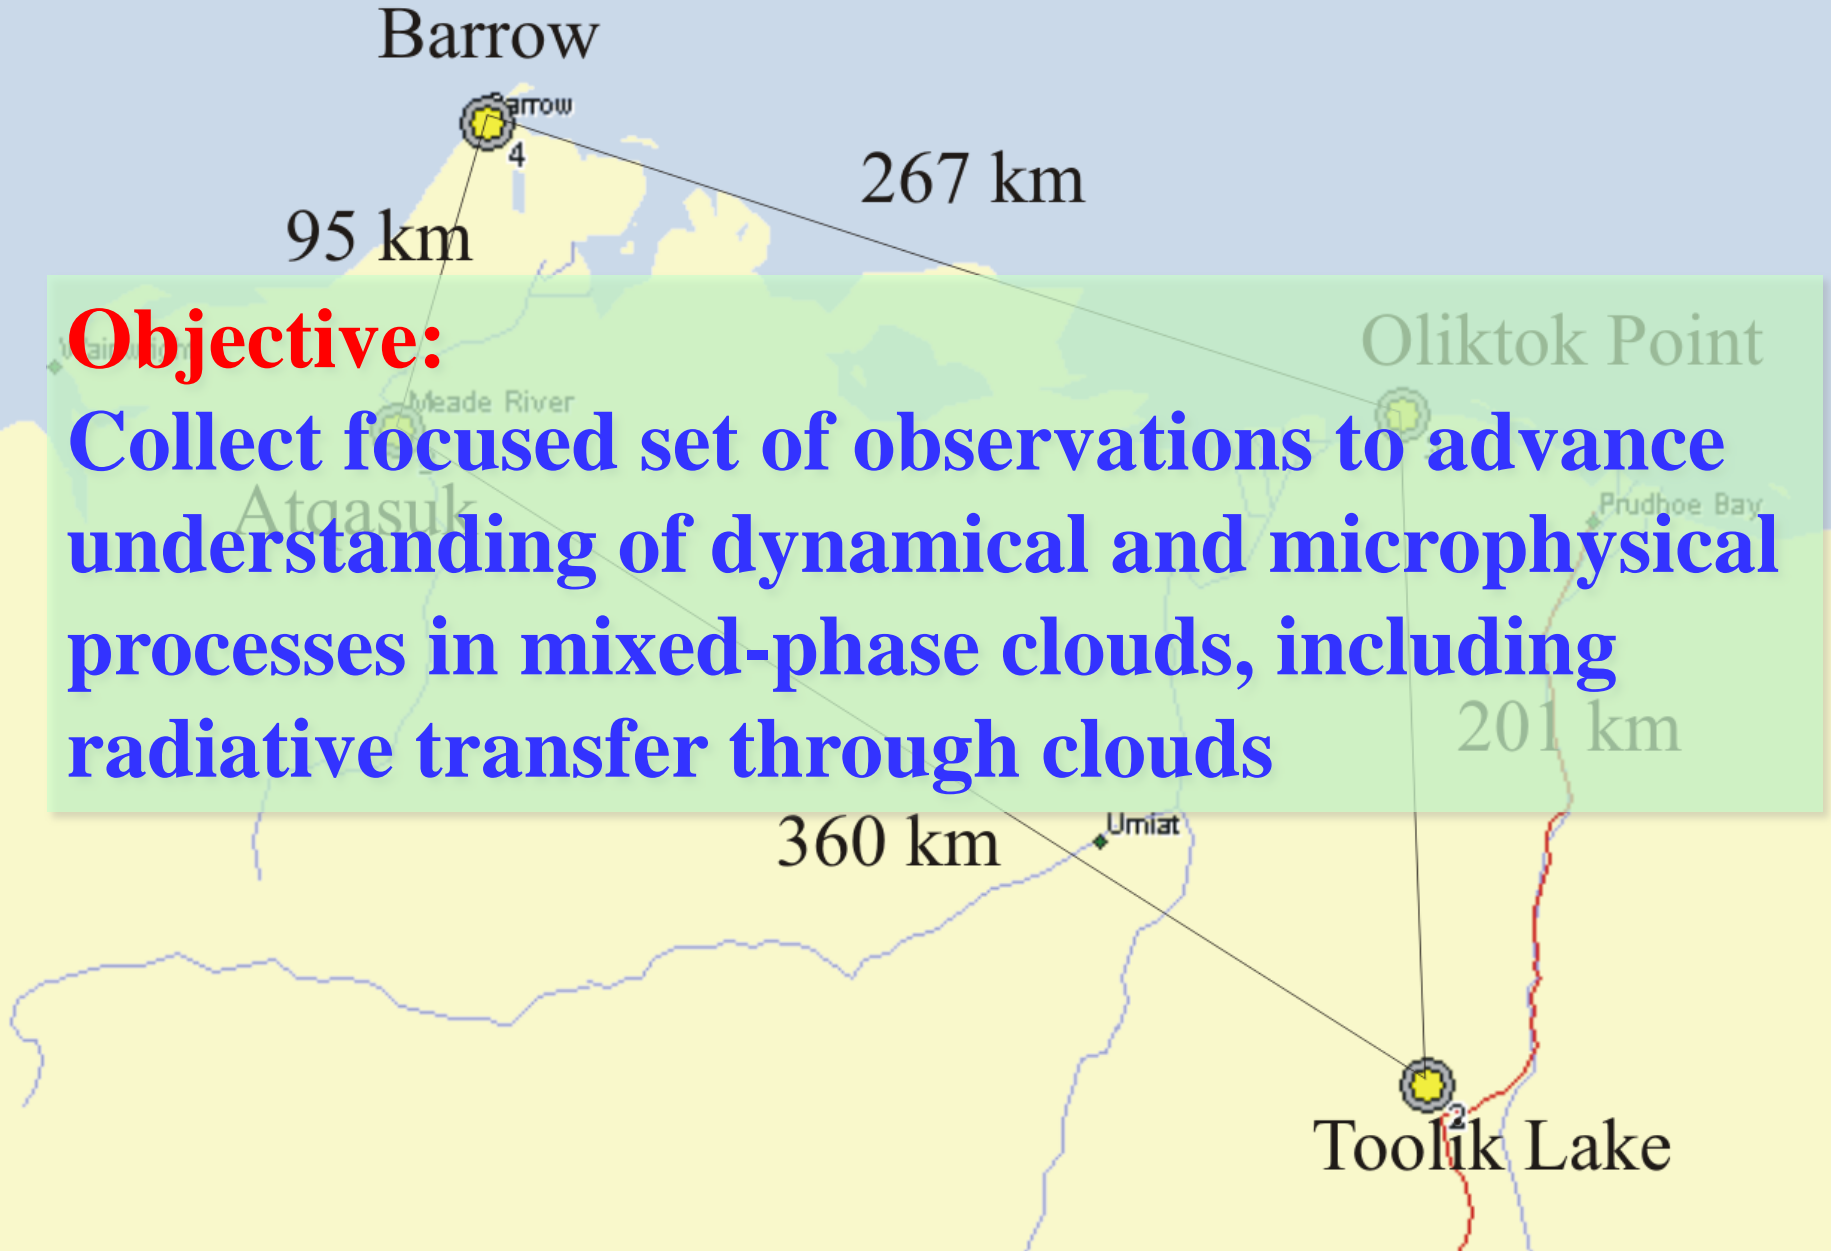 Barrow
Barrow
4
267 km
95 km
Objective:
Oliktok Point
Wainwright
Meade River
Collect focused set of observations to advance
Atqasuk
Prudhoe Bay
understanding of dynamical and microphysical
processes in mixed-phase clouds, including
201 km
radiative transfer through clouds
360 km
Umiat
2
Toolik Lake